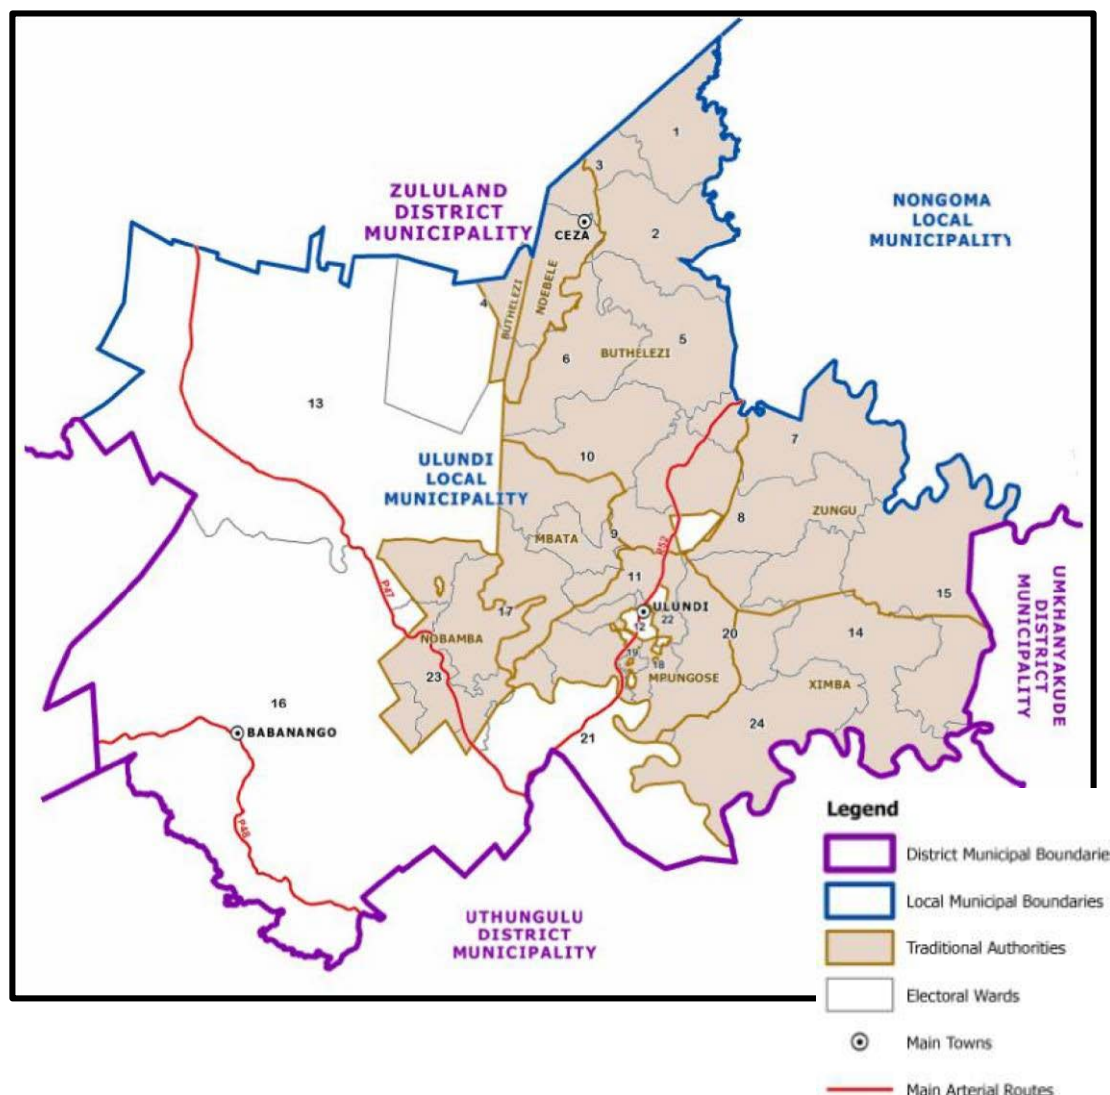 1
3
ZULULAND
DISTRICT
MUNICIPALITY
NONGOMA
LOCAL
MUNICIPALITY
CEZA
2
4
BUTHELEZI
NDEBELE
5
6
BUTHELEZI
13
7
10
ULUNDI
LOCAL
MUNICIPALITY
8
ZUNGU
MBATA
9
P52
11
UMKHANYAKUDE
DISTRICT
MUNICIPALITY
P47
15
17
ULUNDI
12
22
20
14
NOBAMBA
19
18
23
MPUNGOSE
XIMBA
16
BABANANGO
24
21
P48
UTHUNGULU
DISTRICT
MUNICIPALITY
Legend
District Municipal Boundarie
Local Municipal Boundaries
Traditional Authorities
Electoral Wards
Main Towns
Main Arterial Routes